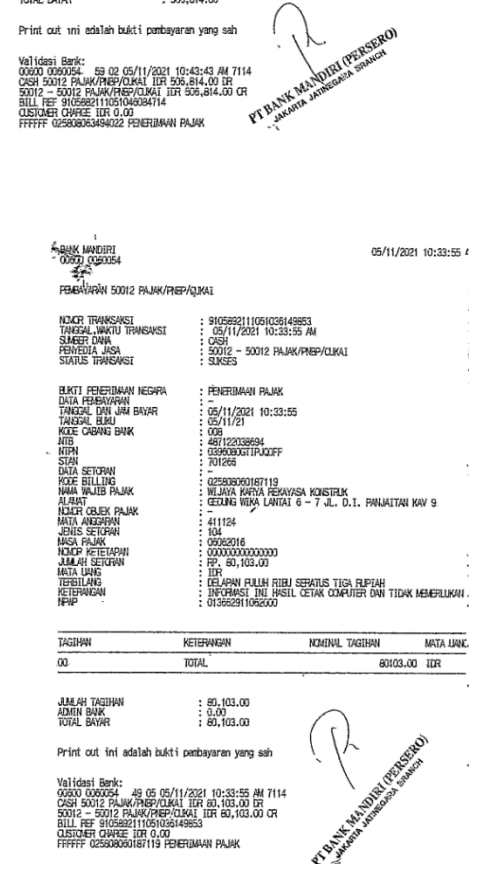 Print out ini adalah bukti pembayaran yang sah
Validasi Bank:
00600 0060054 59 02 05/11/2021 10:43:43 AM 7114
CASH 50012 PAJAK/PNBP/CUKAI IDR 506,814.00 DR
50012 - 50012 PAJAK/PNBP/CUKAI IDR 506,814.00 CR
BILL REF 9105882111051046084714
CUSTOMER CHARGE IDR 0.00
FFFFFF 025808063494022 PENERIMAAN PAJAK
PT BANK MANDIRI (PERSERO)
JAKARTA JATINEGARA BRANCH
BANK MANDIRI
00600 0060054
05/11/2021 10:33:55
PEMBAYARAN 50012 PAJAK/PNBP/CUKAI
NOMOR TRANKSAKSI : 9105892111051036149853
TANGGAL,WAKTU TRANSAKSI : 05/11/2021 10:33:55 AM
SUMBER DANA : CASH
PENYEDIA JASA : 50012 - 50012 PAJAK/PNBP/CUKAI
STATUS TRANSAKSI : SUKSES
BUKTI PENERIMAAN NEGARA : PENERIMAAN PAJAK
DATA PEMBAYARAN : -
TANGGAL DAN JAM BAYAR : 05/11/2021 10:33:55
TANGGAL BUKU : 05/11/21
KODE CABANG BANK : 008
NTB : 487122038694
NTPN : 0396080GTIPJQOFF
STAN : 701266
DATA SETORAN : -
KODE BILLING : 025808060187119
NAMA WAJIB PAJAK : WIJAYA KARYA REKAYASA KONSTRUK
ALAMAT : GEDUNG WIKA LANTAI 6 - 7 JL. D.I. PANJAITAN KAV 9
NOMOR OBJEK PAJAK : -
MATA ANGGARAN : 411124
JENIS SETORAN : 104
MASA PAJAK : 06062016
NOMOR KETETAPAN : 000000000000000
JUMLAH SETORAN : RP. 80,103.00
MATA UANG : IDR
TERBILANG : DELAPAN PULUH RIBU SERATUS TIGA RUPIAH
KETERANGAN : INFORMASI INI HASIL CETAK COMPUTER DAN TIDAK MEMERLUKAN
NPWP : 013662911062000
TAGIHAN KETERANGAN NOMINAL TAGIHAN MATA UANG
00 TOTAL 80103.00 IDR
JUMLAH TAGIHAN : 80,103.00
ADMIN BANK : 0.00
TOTAL BAYAR : 80,103.00
Print out ini adalah bukti pembayaran yang sah
Validasi Bank:
00600 0060054 49 05 05/11/2021 10:33:55 AM 7114
CASH 50012 PAJAK/PNBP/CUKAI IDR 80,103.00 DR
50012 - 50012 PAJAK/PNBP/CUKAI IDR 80,103.00 CR
BILL REF 9105892111051036149853
CUSTOMER CHARGE IDR 0.00
FFFFFF 025808060187119 PENERIMAAN PAJAK
PT BANK MANDIRI (PERSERO)
JAKARTA JATINEGARA BRANCH